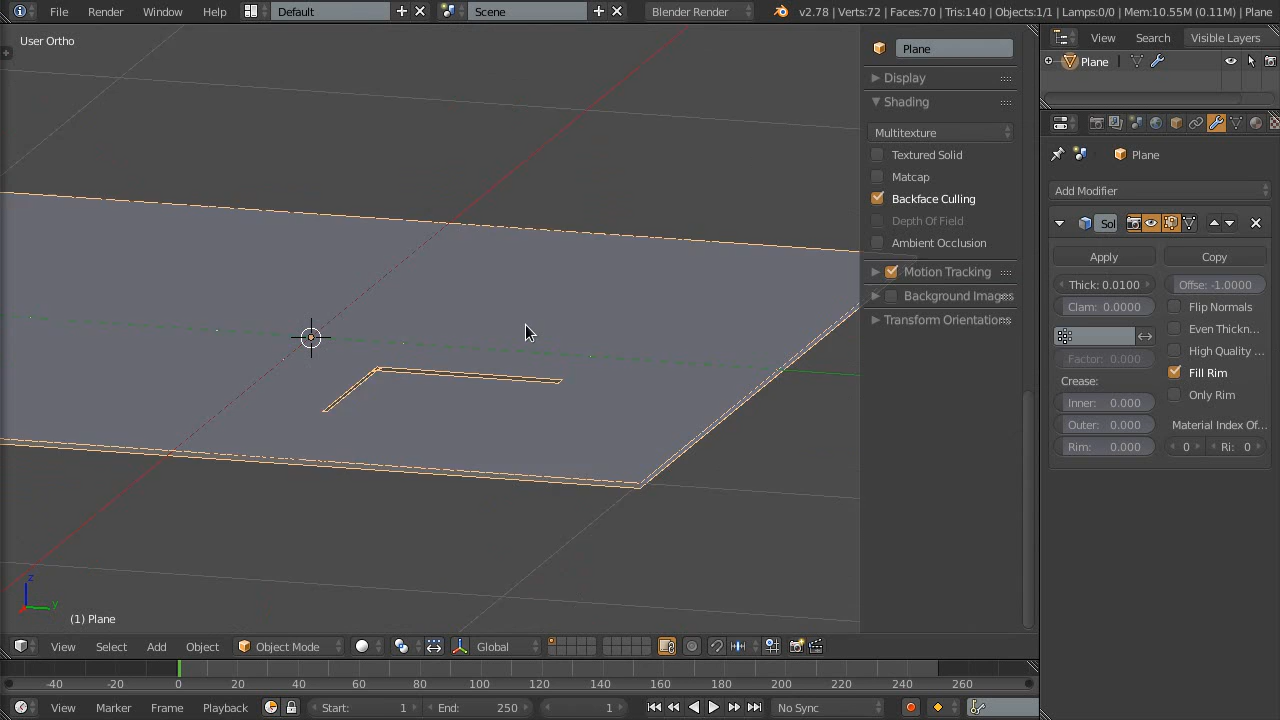 File Render Window Help Default Scene Blender Render v2.78 | Verts:72 | Faces:70 | Tris:140 | Objects:1/1 | Lamps:0/0 | Mem:10.55M (0.11M) | Plane
User Ortho
Plane
Display
Shading
Multitexture
Textured Solid
Matcap
Backface Culling
Depth Of Field
Ambient Occlusion
Motion Tracking
Background Images
Transform Orientations
View Search Visible Layers
Plane
Plane
Add Modifier
Sol
Apply Copy
Thick: 0.0100 Offse: -1.0000
Clam: 0.0000 Flip Normals
Even Thickn...
High Quality ...
Factor: 0.000 Fill Rim
Crease: Only Rim
Inner: 0.000
Outer: 0.000 Material Index Of...
Rim: 0.000 0 Ri: 0
z
y
(1) Plane
View Select Add Object Object Mode Global
-40 -20 0 20 40 60 80 100 120 140 160 180 200 220 240 260
View Marker Frame Playback Start: 1 End: 250 1 No Sync